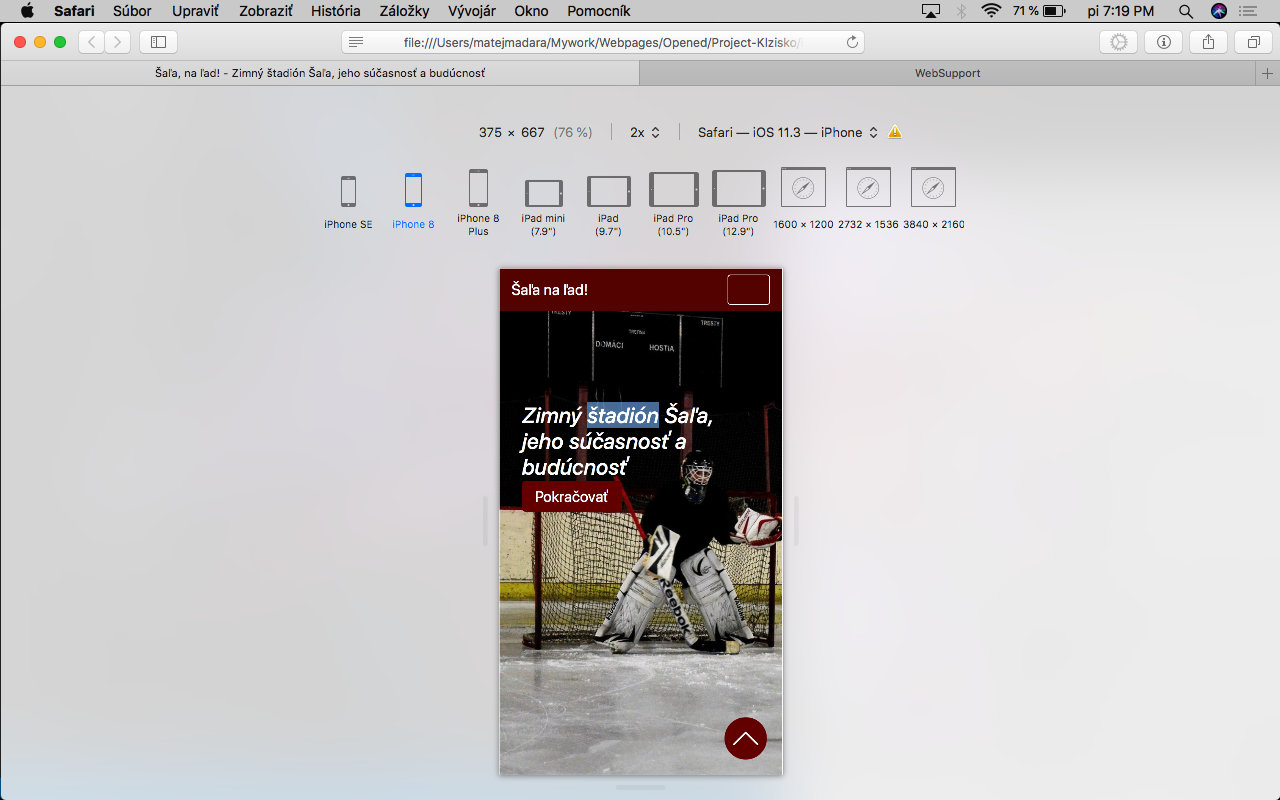 Safari Súbor Upraviť Zobraziť História Záložky Vývojár Okno Pomocník 71 % pi 7:19 PM
file:///Users/matejmadara/Mywork/Webpages/Opened/Project-Klzisko/
Šaľa, na ľad! - Zimný štadión Šaľa, jeho súčasnosť a budúcnosť WebSupport
375 × 667 (76 %) 2x Safari — iOS 11.3 — iPhone
iPhone SE iPhone 8 iPhone 8 Plus iPad mini (7.9") iPad (9.7") iPad Pro (10.5") iPad Pro (12.9") 1600 × 1200 2732 × 1536 3840 × 2160
Šaľa na ľad!
TRESTY TRESTY
TRETINA
DOMÁCI HOSTIA
Zimný štadión Šaľa,
jeho súčasnosť a
budúcnosť
Pokračovať
Reebok